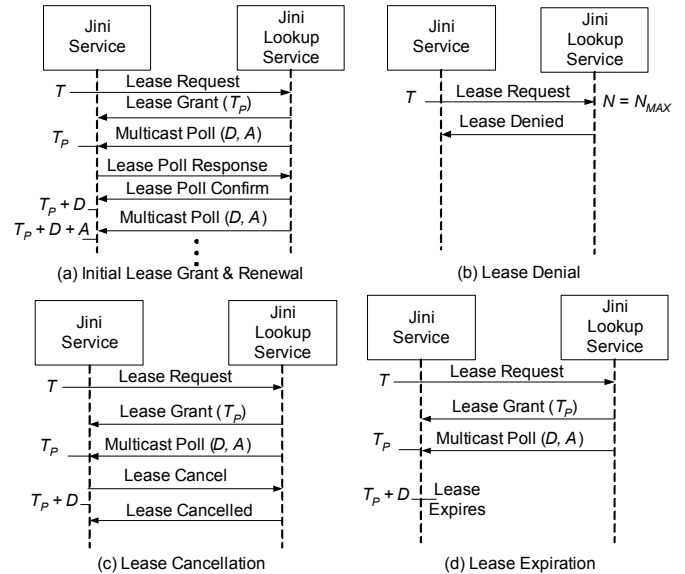 Jini
Service
Jini
Lookup
Service
T
Lease Request
Lease Grant (TP)
TP
Multicast Poll (D, A)
Lease Poll Response
Lease Poll Confirm
TP + D
TP + D + A
Multicast Poll (D, A)
(a) Initial Lease Grant & Renewal
Jini
Service
Jini
Lookup
Service
T
Lease Request
N = NMAX
Lease Denied
(b) Lease Denial
Jini
Service
Jini
Lookup
Service
T
Lease Request
Lease Grant (TP)
TP
Multicast Poll (D, A)
Lease Cancel
TP + D
Lease Cancelled
(c) Lease Cancellation
Jini
Service
Jini
Lookup
Service
T
Lease Request
Lease Grant (TP)
TP
Multicast Poll (D, A)
TP + D
Lease
Expires
(d) Lease Expiration